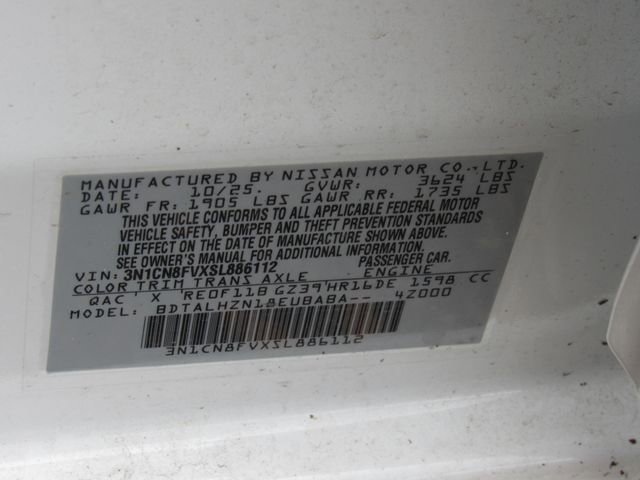 MANUFACTURED BY NISSAN MOTOR CO.,LTD.
DATE: 10/25. GVWR: 3624 LBS
GAWR FR: 1905 LBS GAWR RR: 1735 LBS
THIS VEHICLE CONFORMS TO ALL APPLICABLE FEDERAL MOTOR
VEHICLE SAFETY, BUMPER AND THEFT PREVENTION STANDARDS
IN EFFECT ON THE DATE OF MANUFACTURE SHOWN ABOVE.
SEE OWNER'S MANUAL FOR ADDITIONAL INFORMATION.
VIN: 3N1CN8FVXSL886112 PASSENGER CAR
COLOR TRIM TRANS AXLE ENGINE
QAC X RE0F11B GZ39 HR16DE 1598 CC
MODEL: BDTALHZN18EUBABA-- 4Z000
3N1CN8FVXSL886112